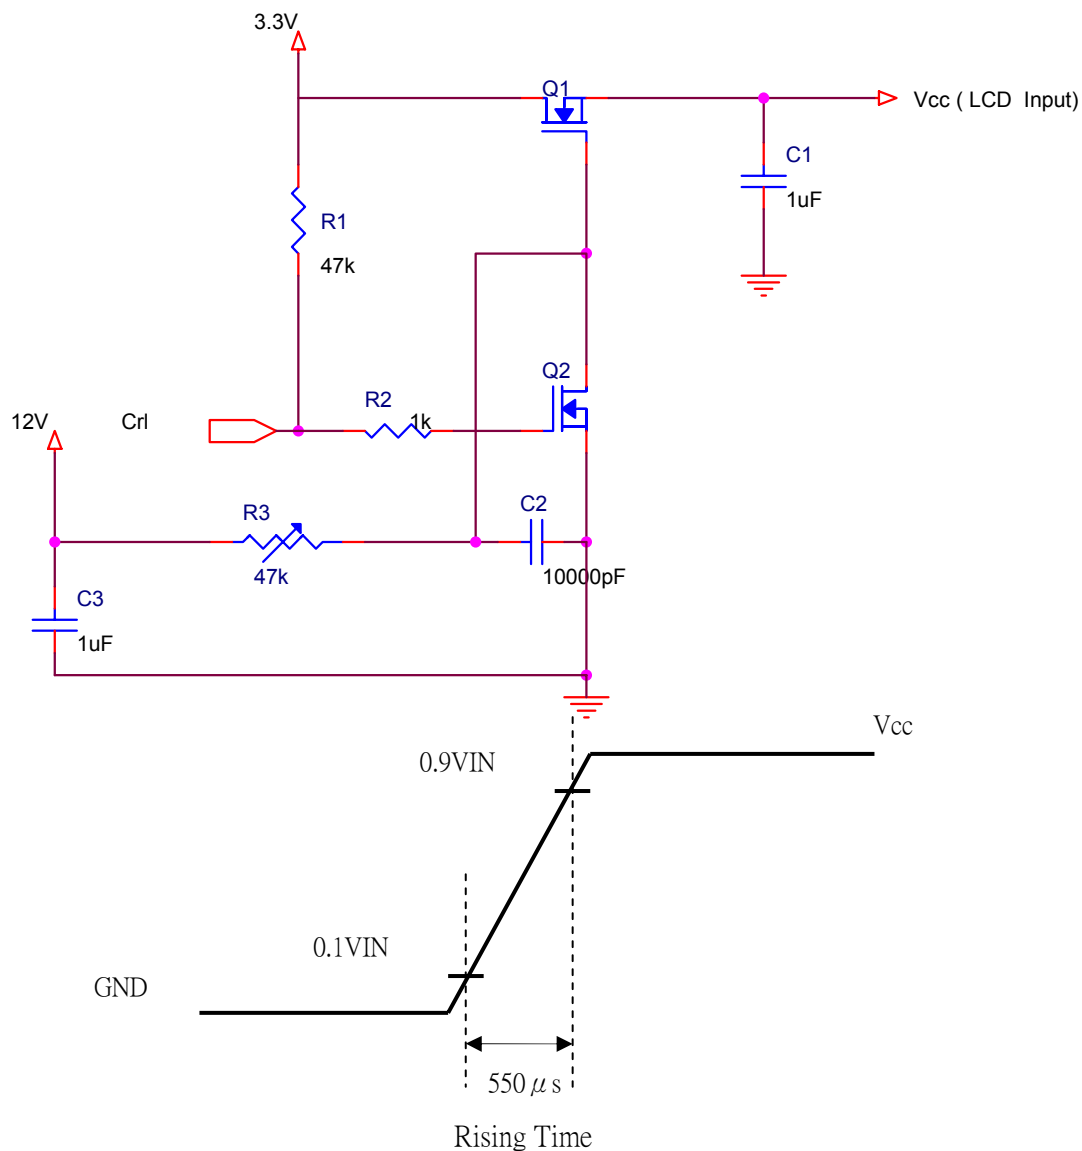 3.3V
Q1
Vcc ( LCD Input)
C1
1uF
R1
47k
Q2
R2
1k
12V
Crl
R3
47k
C2
10000pF
C3
1uF
Vcc
0.9VIN
0.1VIN
GND
550 μ s
Rising Time